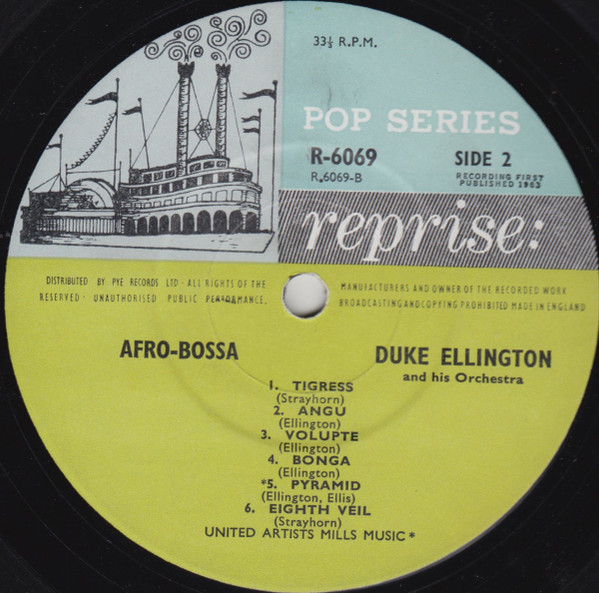 33⅓ R.P.M.
POP SERIES
R-6069 SIDE 2
R.6069-B
RECORDING FIRST
PUBLISHED 1963
reprise:
DISTRIBUTED BY PYE RECORDS LTD · ALL RIGHTS OF THE MANUFACTURERS AND OWNER OF THE RECORDED WORK
RESERVED · UNAUTHORISED PUBLIC PERFORMANCE, BROADCASTING AND COPYING PROHIBITED MADE IN ENGLAND
AFRO-BOSSA
DUKE ELLINGTON
and his Orchestra
1. TIGRESS
(Strayhorn)
2. ANGU
(Ellington)
3. VOLUPTE
(Ellington)
4. BONGA
(Ellington)
*5. PYRAMID
(Ellington, Ellis)
6. EIGHTH VEIL
(Strayhorn)
UNITED ARTISTS MILLS MUSIC*